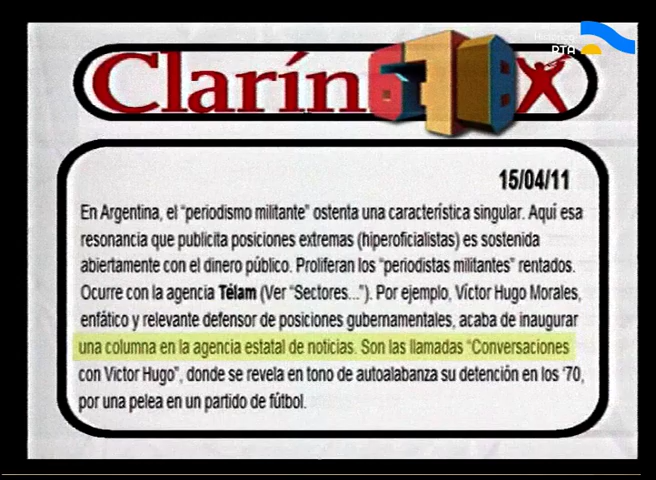 Histórico
RTA
Clarín
678
15/04/11
En Argentina, el “periodismo militante” ostenta una característica singular. Aquí esa
resonancia que publicita posiciones extremas (hiperoficialistas) es sostenida
abiertamente con el dinero público. Proliferan los “periodistas militantes” rentados.
Ocurre con la agencia Télam (Ver “Sectores...”). Por ejemplo, Víctor Hugo Morales,
enfático y relevante defensor de posiciones gubernamentales, acaba de inaugurar
una columna en la agencia estatal de noticias. Son las llamadas “Conversaciones
con Victor Hugo”, donde se revela en tono de autoalabanza su detención en los ‘70,
por una pelea en un partido de fútbol.